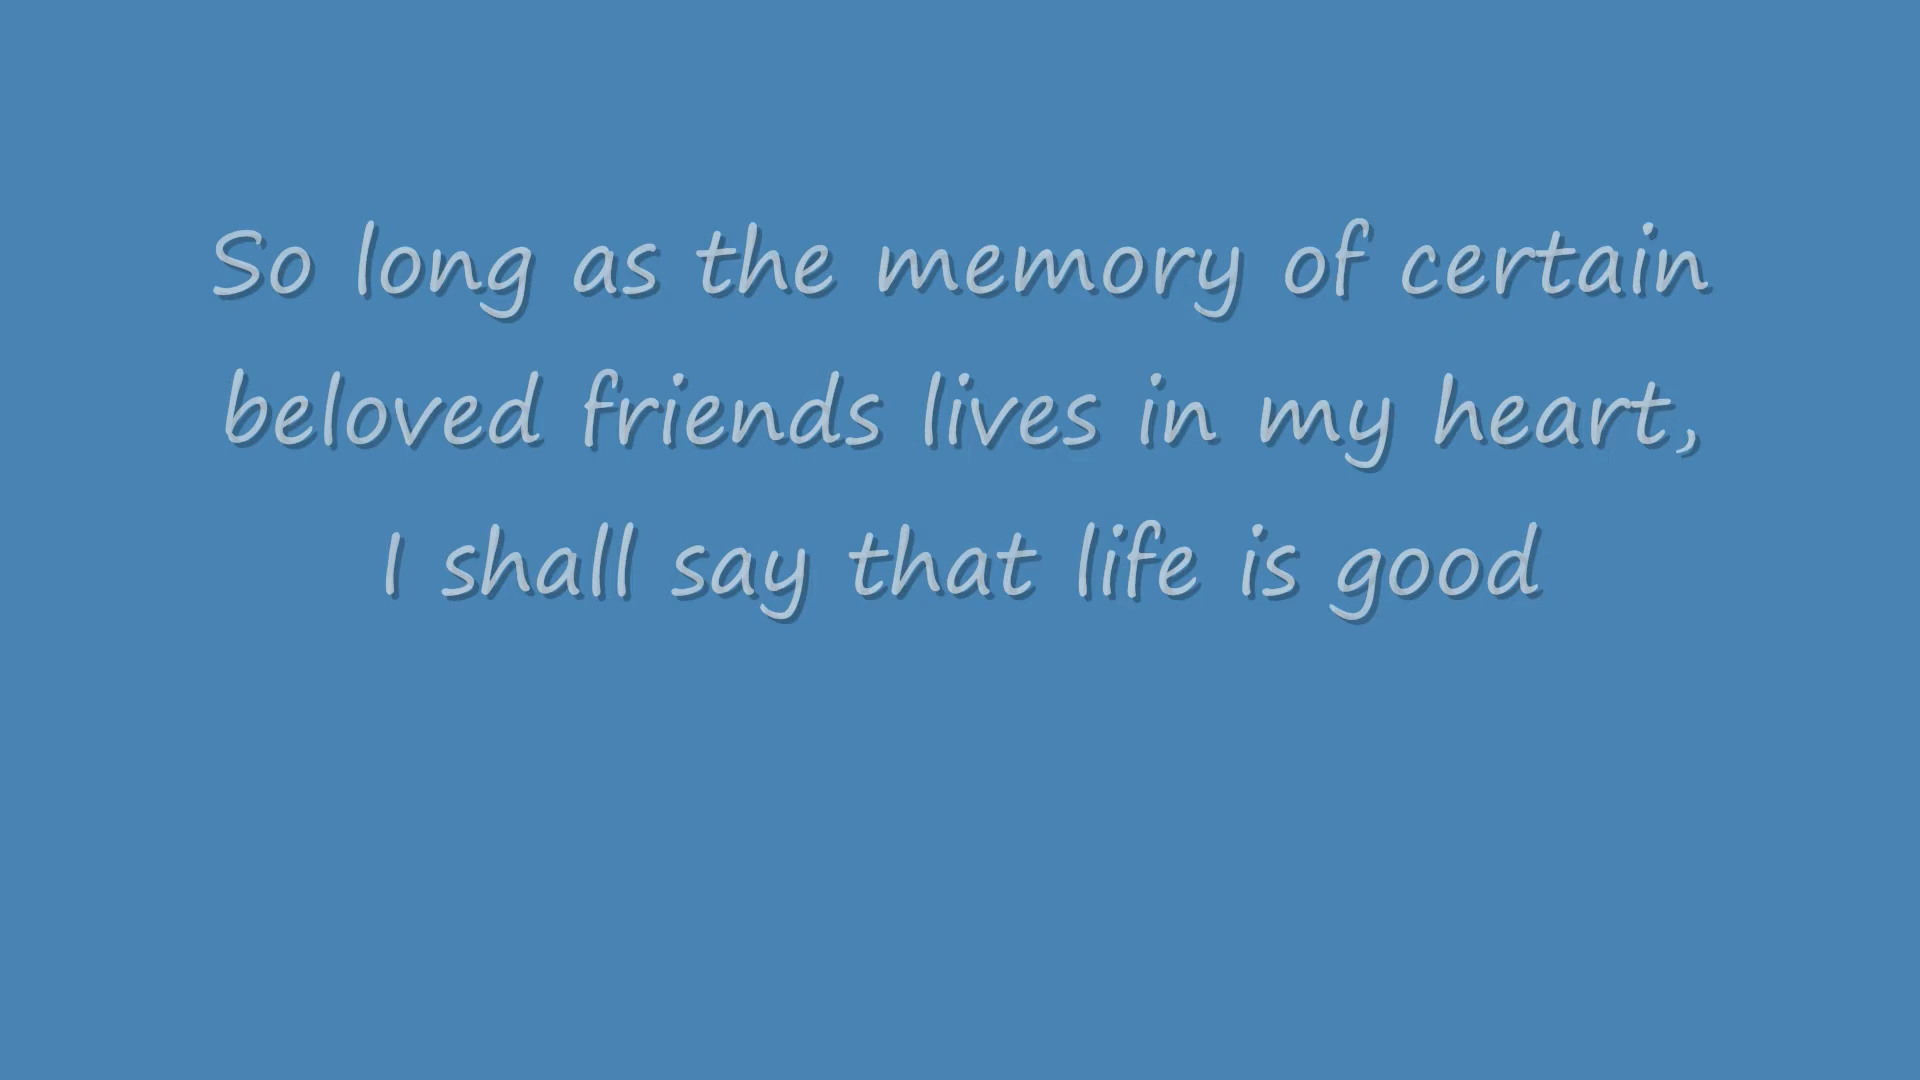 So long as the memory of certain
beloved friends lives in my heart,
I shall say that life is good